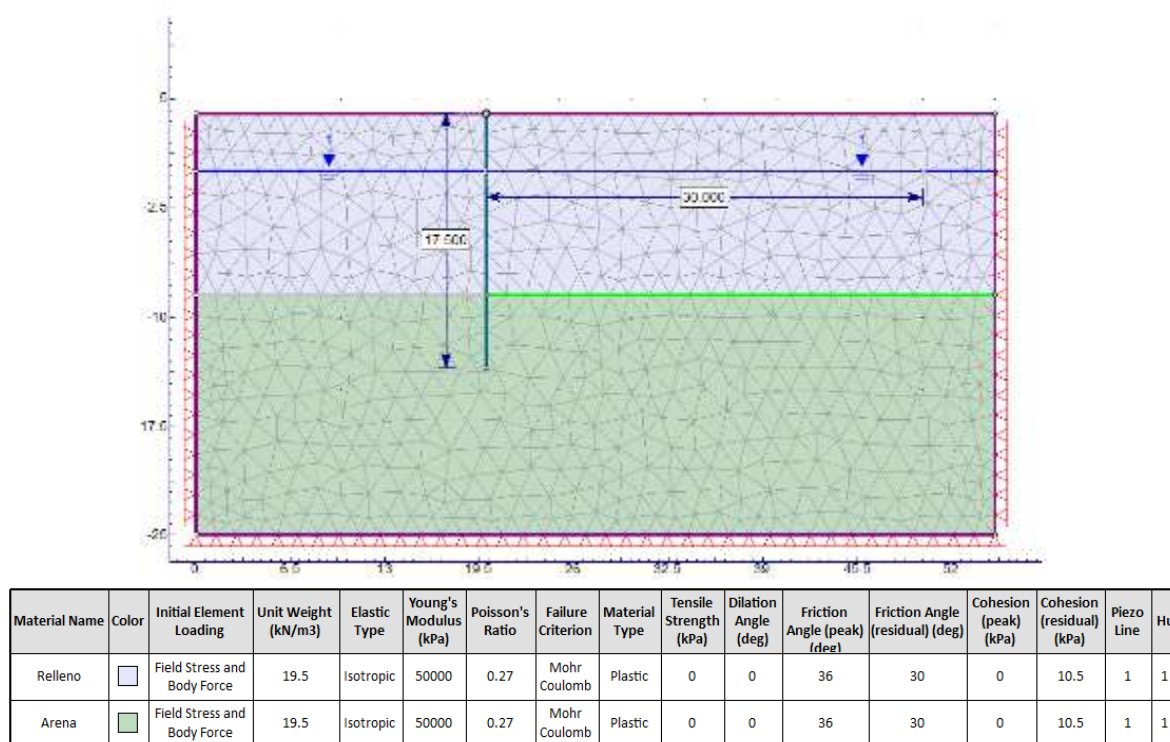 5
-2.5
30.000
17.500
-10
17.5
-25
0 6.5 13 19.5 26 32.5 39 45.5 52
Material Name Color Initial Element Loading Unit Weight (kN/m3) Elastic Type Young's Modulus (kPa) Poisson's Ratio Failure Criterion Material Type Tensile Strength (kPa) Dilation Angle (deg) Friction Angle (peak) (deg) Friction Angle (residual) (deg) Cohesion (peak) (kPa) Cohesion (residual) (kPa) Piezo Line Hu
Relleno Field Stress and Body Force 19.5 Isotropic 50000 0.27 Mohr Coulomb Plastic 0 0 36 30 0 10.5 1 1
Arena Field Stress and Body Force 19.5 Isotropic 50000 0.27 Mohr Coulomb Plastic 0 0 36 30 0 10.5 1 1